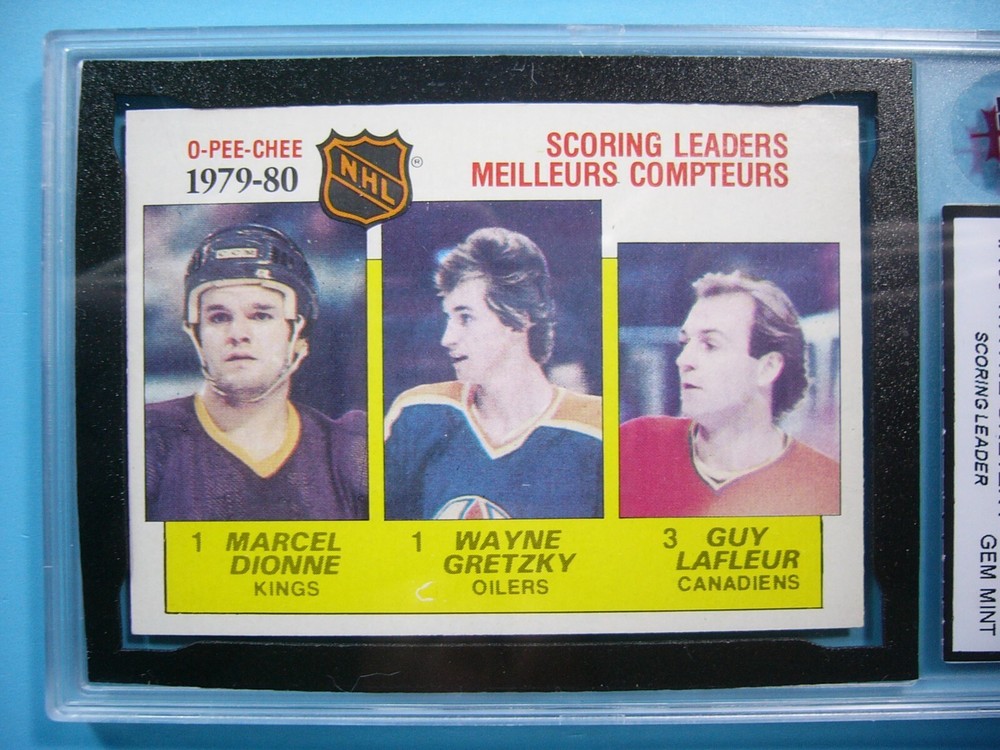 O-PEE-CHEE
1979-80
NHL
®
SCORING LEADERS
MEILLEURS COMPTEURS
1 MARCEL
DIONNE
KINGS
1 WAYNE
GRETZKY
OILERS
3 GUY
LAFLEUR
CANADIENS
SCORING LEADER
GEM MINT